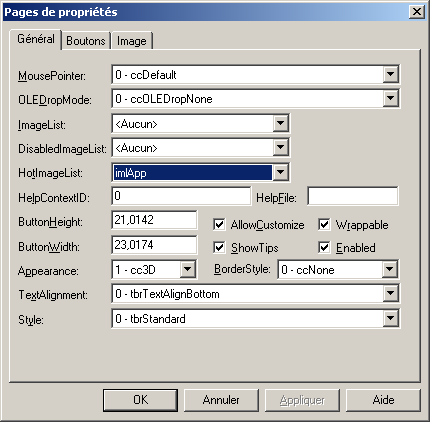 Pages de propriétés
Général Boutons Image
MousePointer: 0 - ccDefault
OLEDropMode: 0 - ccOLEDropNone
ImageList: <Aucun>
DisabledImageList: <Aucun>
HotImageList: imlApp
HelpContextID: 0 HelpFile:
ButtonHeight: 21,0142 AllowCustomize Wrappable
ButtonWidth: 23,0174 ShowTips Enabled
Appearance: 1 - cc3D BorderStyle: 0 - ccNone
TextAlignment: 0 - tbrTextAlignBottom
Style: 0 - tbrStandard
OK Annuler Appliquer Aide